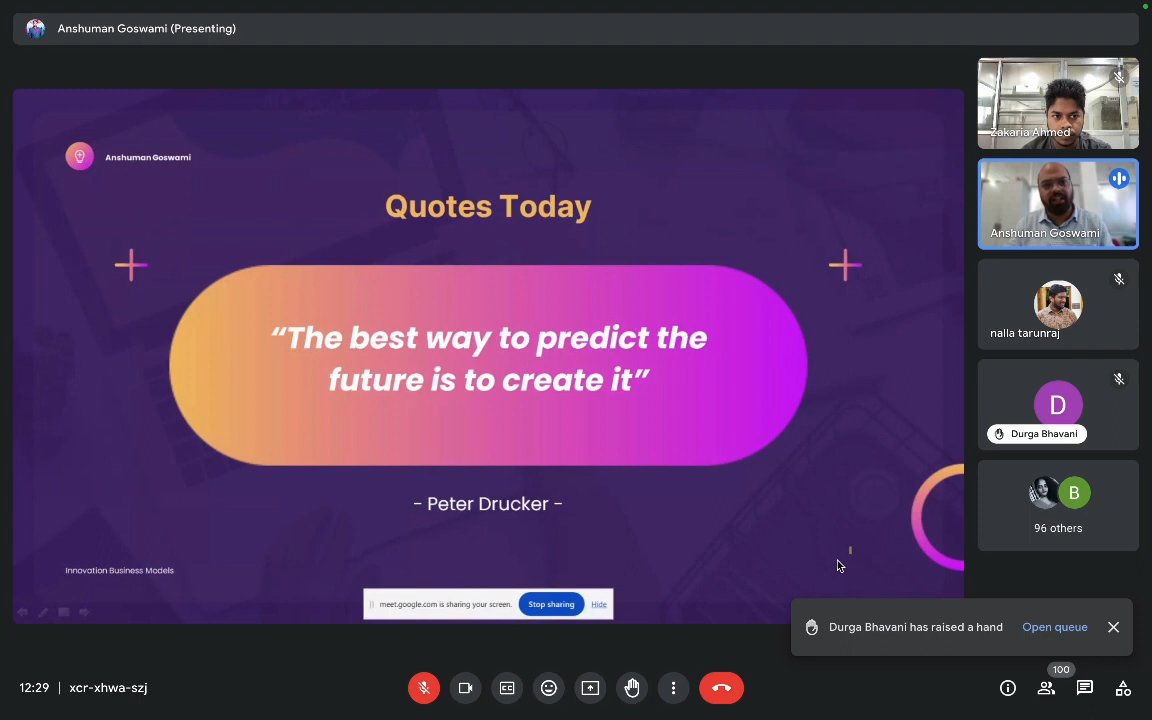 Anshuman Goswami (Presenting)
Zakaria Ahmed
Anshuman Goswami
Anshuman Goswami
Quotes Today
“The best way to predict the
future is to create it”
- Peter Drucker -
Innovation Business Models
nalla tarunraj
D
Durga Bhavani
B
96 others
meet.google.com is sharing your screen.
Stop sharing
Hide
Durga Bhavani has raised a hand
Open queue
12:29 | xcr-xhwa-szj
100